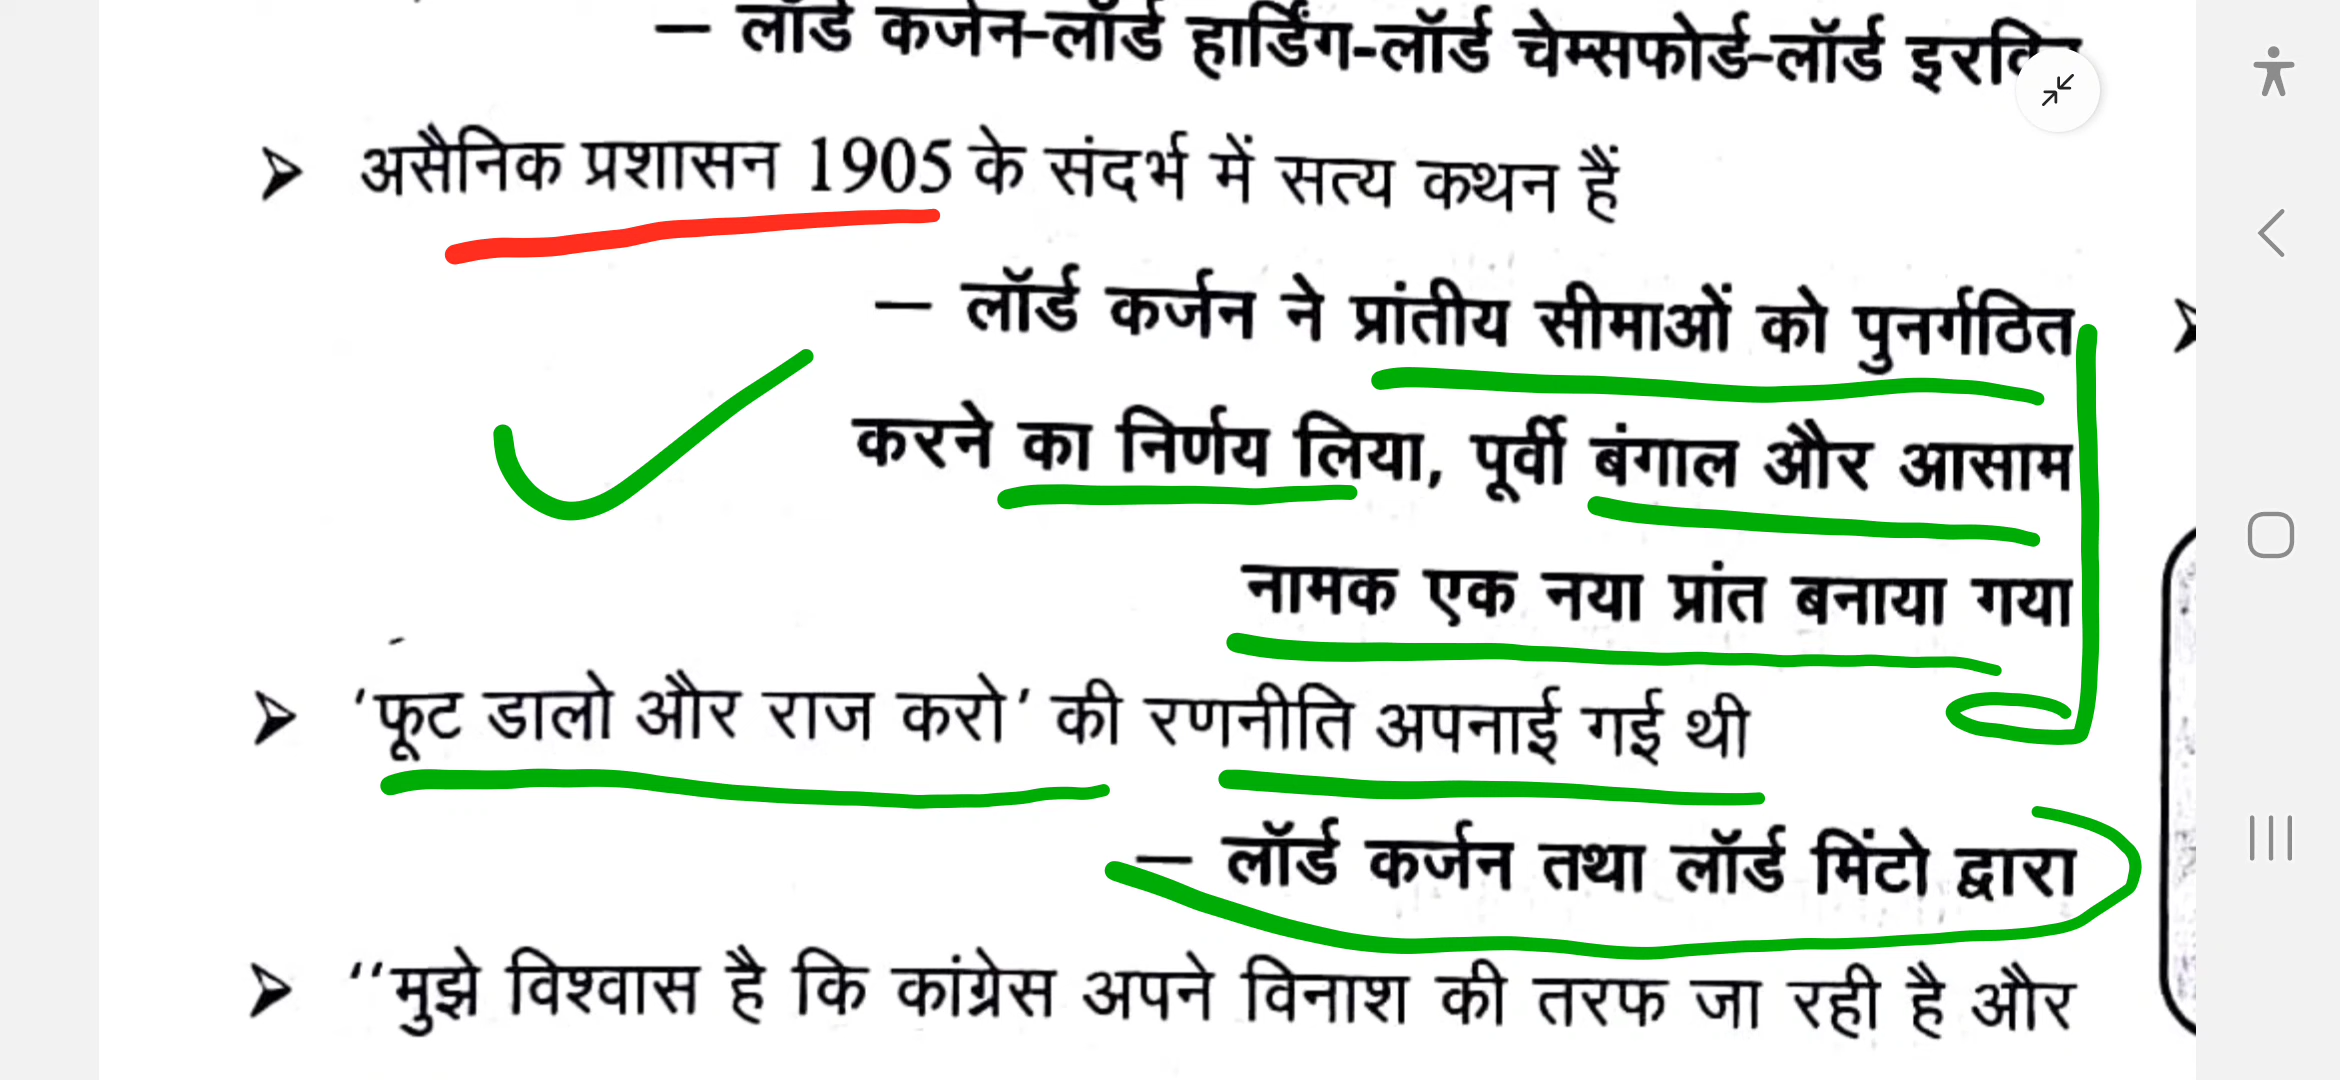 — लॉर्ड कर्जन-लॉर्ड हार्डिंग-लॉर्ड चेम्सफोर्ड-लॉर्ड
➢ असैनिक प्रशासन 1905 के संदर्भ में सत्य कथन हैं
— लॉर्ड कर्जन ने प्रांतीय सीमाओं को पुनर्गठित
करने का निर्णय लिया, पूर्वी बंगाल और आसाम
नामक एक नया प्रांत बनाया गया
➢ 'फूट डालो और राज करो' की रणनीति अपनाई गई थी
— लॉर्ड कर्जन तथा लॉर्ड मिंटो द्वारा
➢ ‘‘मुझे विश्वास है कि कांग्रेस अपने विनाश की तरफ जा रही है और